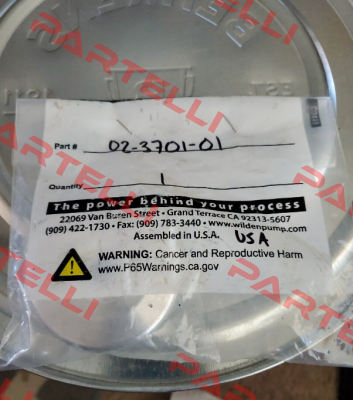 PARTELLI
Part # 02-3701-01
Quantity 1
The power behind your process
22069 Van Buren Street • Grand Terrace CA 92313-5607
(909) 422-1730 • Fax: (909) 783-3440 • www.wildenpump.com
Assembled in U.S.A. USA
WARNING: Cancer and Reproductive Harm
www.P65Warnings.ca.gov